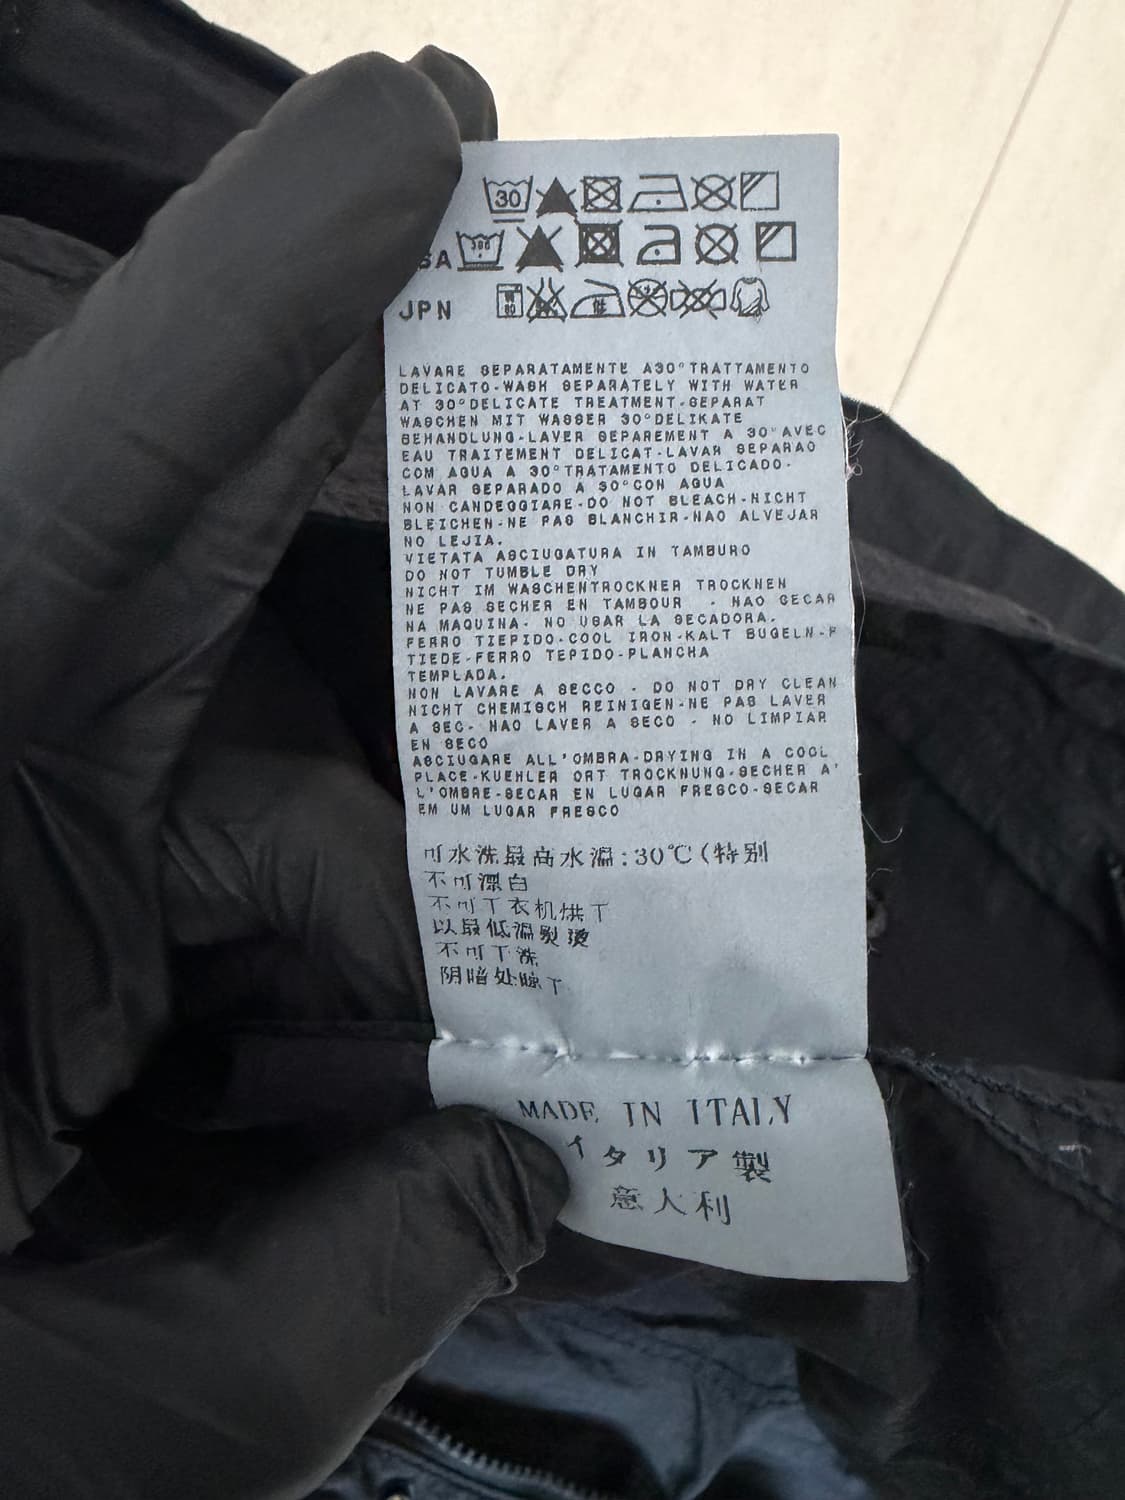 30
SA
JPN
LAVARE SEPARATAMENTE A30°TRATTAMENTO
DELICATO-WASH SEPARATELY WITH WATER
AT 30°DELICATE TREATMENT-SEPARAT
WASCHEN MIT WASSER 30°DELIKATE
BEHANDLUNG-LAVER SEPAREMENT A 30°AVEC
EAU TRAITEMENT DELICAT-LAVAR SEPARAO
COM AGUA A 30°TRATAMENTO DELICADO-
LAVAR SEPARADO A 30°CON AGUA
NON CANDEGGIARE-DO NOT BLEACH-NICHT
BLEICHEN-NE PAS BLANCHIR-NAO ALVEJAR
NO LEJIA.
VIETATA ASCIUGATURA IN TAMBURO
DO NOT TUMBLE DRY
NICHT IM WASCHENTROCKNER TROCKNEN
NE PAS SECHER EN TAMBOUR - NAO SECAR
NA MAQUINA- NO USAR LA SECADORA.
FERRO TIEPIDO-COOL IRON-KALT BUGELN-F
TIEDE-FERRO TEPIDO-PLANCHA
TEMPLADA.
NON LAVARE A SECCO - DO NOT DRY CLEAN
NICHT CHEMISCH REINIGEN-NE PAS LAVER
A SEC- NAO LAVER A SECO - NO LIMPIAR
EN SECO
ASCIUGARE ALL'OMBRA-DRYING IN A COOL
PLACE-KUEHLER ORT TROCKNUNG-SECHER A'
L'OMBRE-SECAR EN LUGAR FRESCO-SECAR
EM UM LUGAR FRESCO
可水洗最高水温:30℃(特别
不可漂白
不可干衣机烘干
以最低温熨烫
不可干洗
阴暗处晾干
MADE IN ITALY
イタリア製
意大利